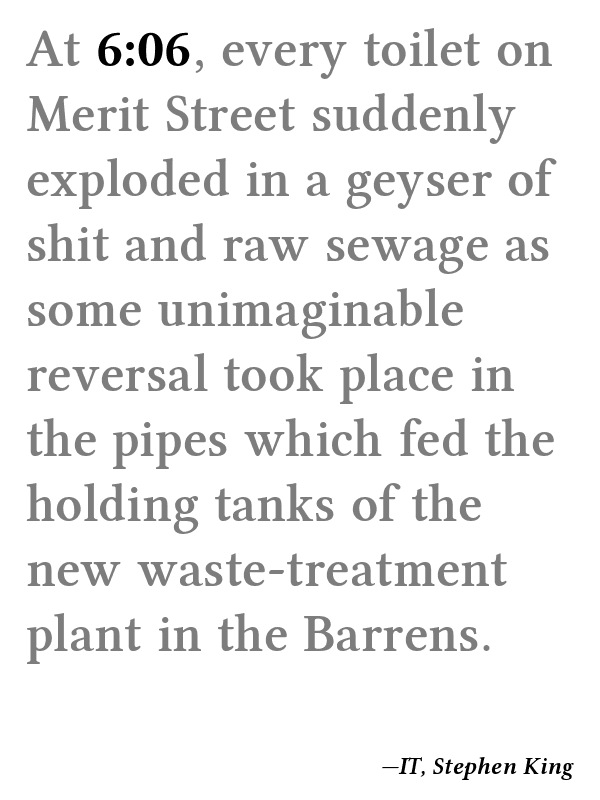 At 6:06, every toilet on
Merit Street suddenly
exploded in a geyser of
shit and raw sewage as
some unimaginable
reversal took place in
the pipes which fed the
holding tanks of the
new waste-treatment
plant in the Barrens.
—IT, Stephen King